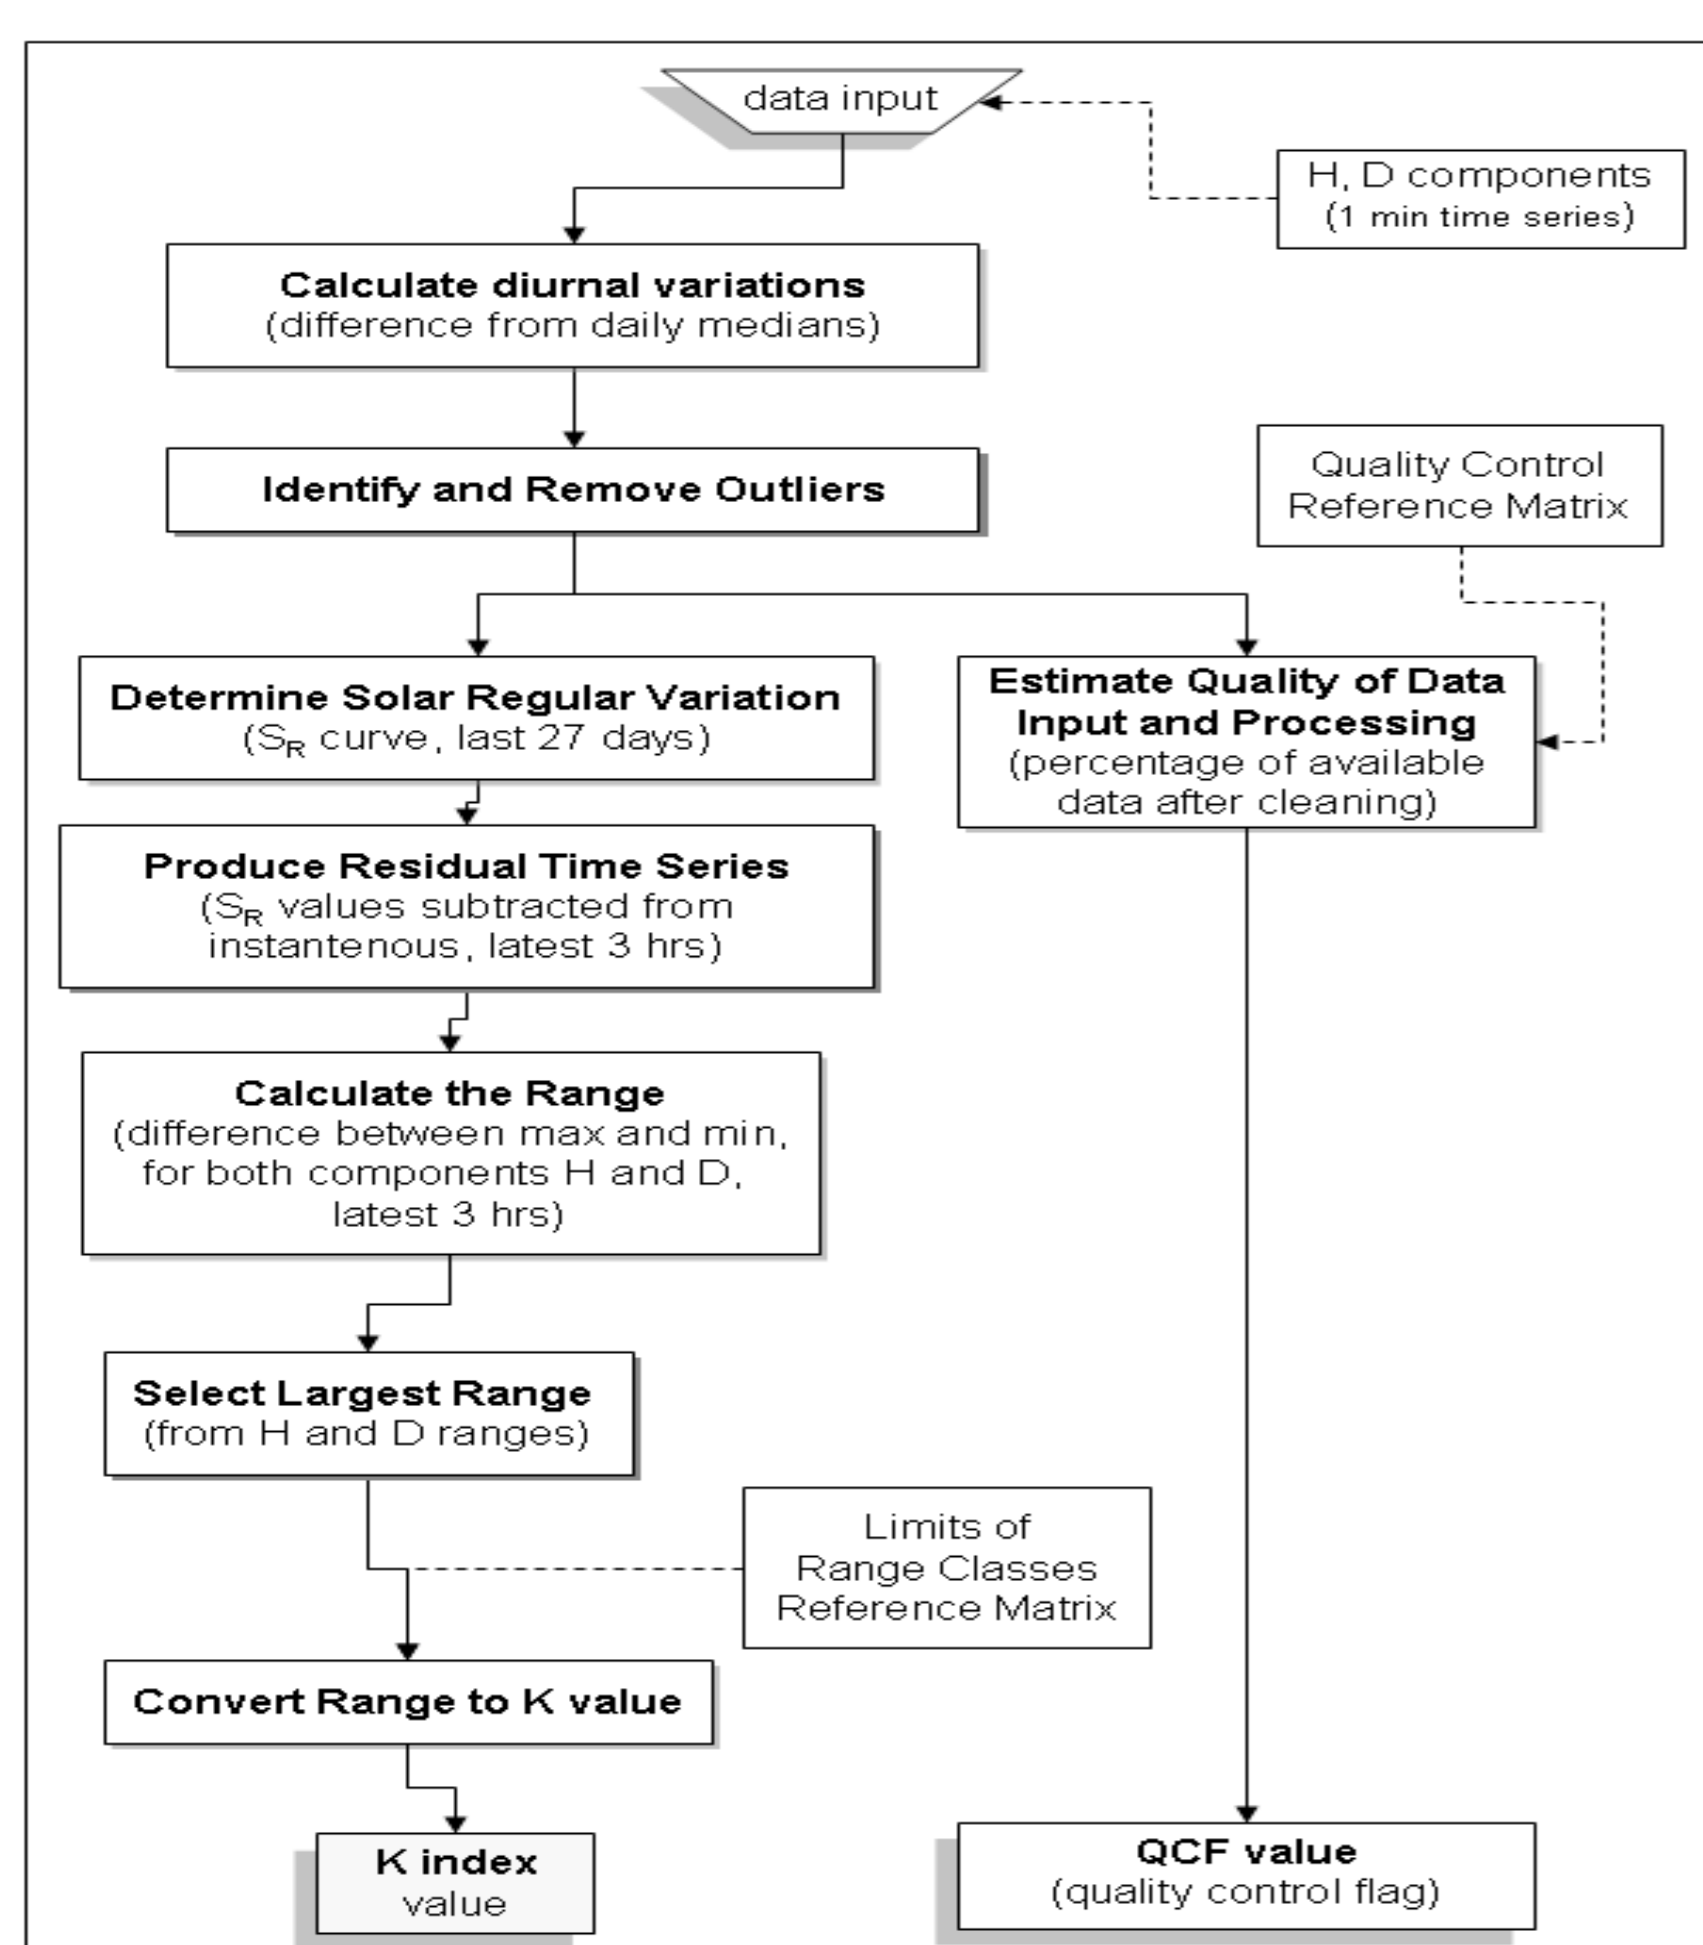 data input
H, D components
(1 min time series)
Calculate diurnal variations
(difference from daily medians)
Identify and Remove Outliers
Quality Control
Reference Matrix
Determine Solar Regular Variation
(SR curve, last 27 days)
Estimate Quality of Data
Input and Processing
(percentage of available
data after cleaning)
Produce Residual Time Series
(SR values subtracted from
instantenous, latest 3 hrs)
Calculate the Range
(difference between max and min,
for both components H and D,
latest 3 hrs)
Select Largest Range
(from H and D ranges)
Limits of
Range Classes
Reference Matrix
Convert Range to K value
K index
value
QCF value
(quality control flag)